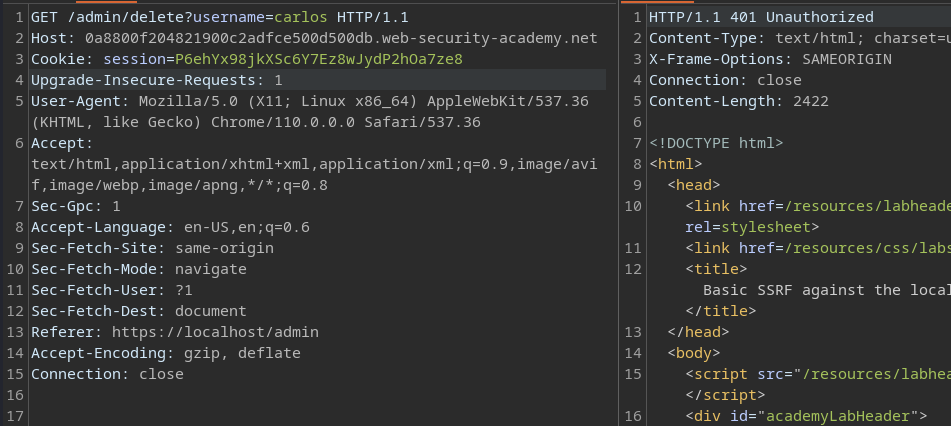 1 GET /admin/delete?username=carlos HTTP/1.1
2 Host: 0a8800f204821900c2adfce500d500db.web-security-academy.net
3 Cookie: session=P6ehYx98jkXSc6Y7Ez8wJydP2hOa7ze8
4 Upgrade-Insecure-Requests: 1
5 User-Agent: Mozilla/5.0 (X11; Linux x86_64) AppleWebKit/537.36
(KHTML, like Gecko) Chrome/110.0.0.0 Safari/537.36
6 Accept:
text/html,application/xhtml+xml,application/xml;q=0.9,image/avi
f,image/webp,image/apng,*/*;q=0.8
7 Sec-Gpc: 1
8 Accept-Language: en-US,en;q=0.6
9 Sec-Fetch-Site: same-origin
10 Sec-Fetch-Mode: navigate
11 Sec-Fetch-User: ?1
12 Sec-Fetch-Dest: document
13 Referer: https://localhost/admin
14 Accept-Encoding: gzip, deflate
15 Connection: close
16
17
1 HTTP/1.1 401 Unauthorized
2 Content-Type: text/html; charset=u
3 X-Frame-Options: SAMEORIGIN
4 Connection: close
5 Content-Length: 2422
6
7 <!DOCTYPE html>
8 <html>
9 <head>
10 <link href=/resources/labheade
rel=stylesheet>
11 <link href=/resources/css/labs
12 <title>
Basic SSRF against the local
</title>
13 </head>
14 <body>
15 <script src="/resources/labhea
</script>
16 <div id="academyLabHeader">